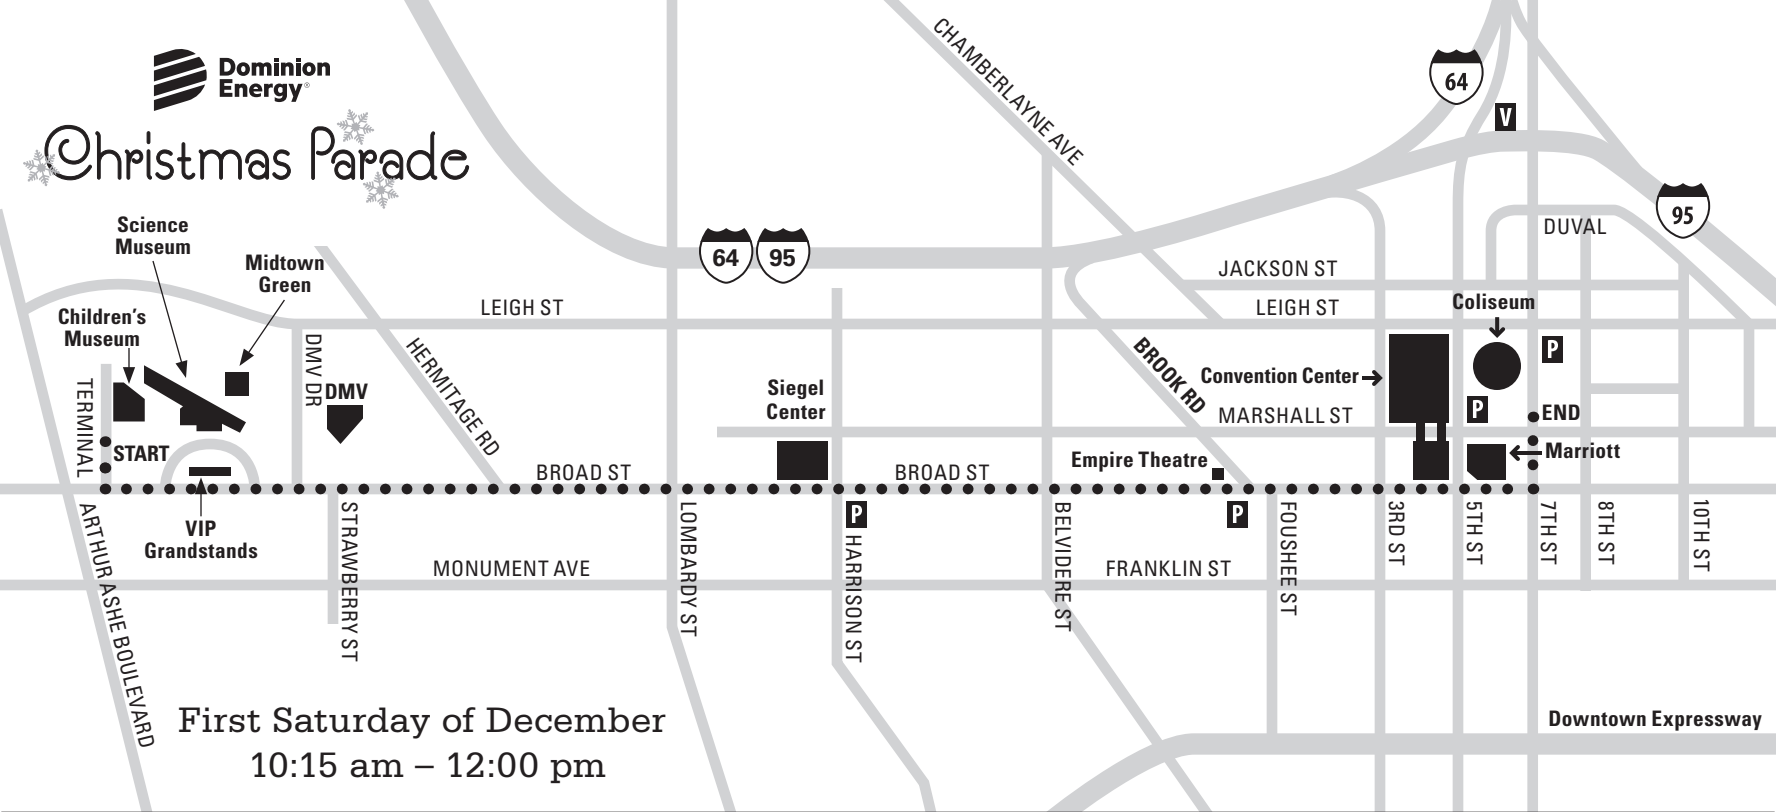 Dominion
Energy®
Christmas Parade
CHAMBERLAYNE AVE
64
V
95
DUVAL
Science
Museum
Midtown
Green
64
95
JACKSON ST
LEIGH ST
LEIGH ST
Coliseum
Children's
Museum
DMV DR
HERMITAGE RD
BROOK RD
P
Convention Center
TERMINAL
DMV
Siegel
Center
MARSHALL ST
P
END
START
Empire Theatre
Marriott
BROAD ST
BROAD ST
VIP
Grandstands
ARTHUR ASHE BOULEVARD
STRAWBERRY ST
LOMBARDY ST
P
HARRISON ST
BELVIDERE ST
P
FOUSHEE ST
3RD ST
5TH ST
7TH ST
8TH ST
10TH ST
MONUMENT AVE
FRANKLIN ST
First Saturday of December
10:15 am – 12:00 pm
Downtown Expressway